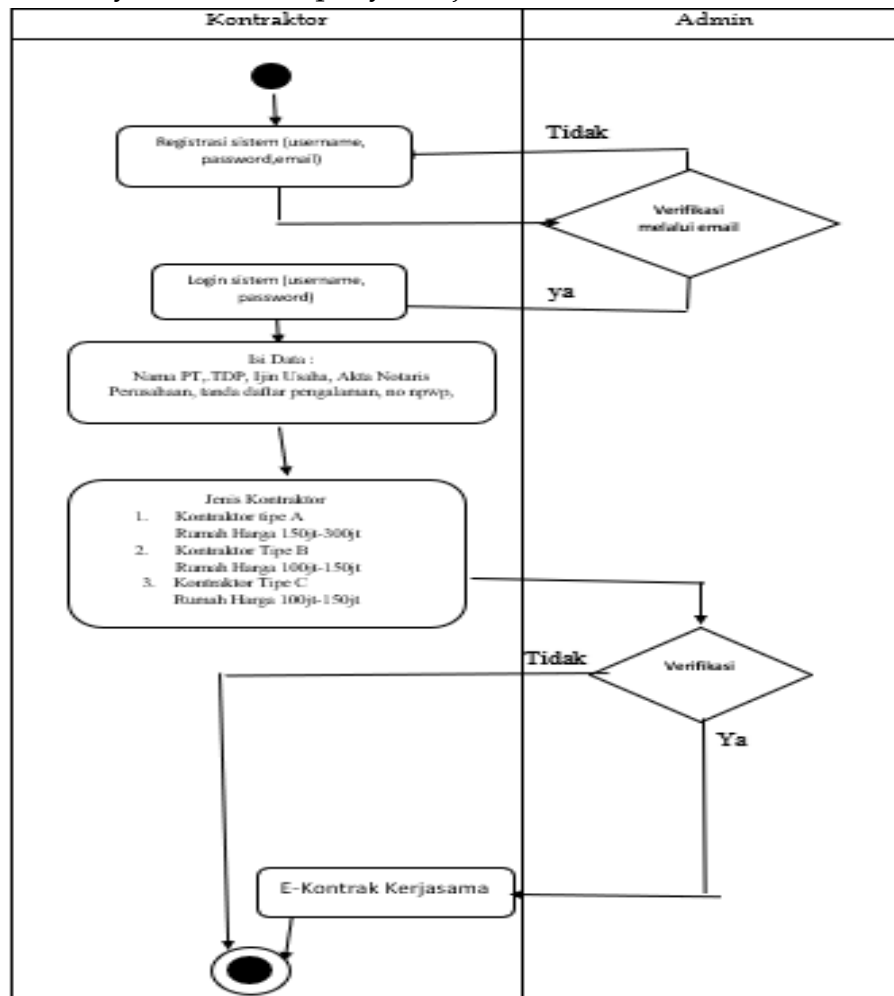 Kontraktor
Admin
Registrasi sistem (username,
password,email)
Tidak
Verifikasi
melalui email
Login sistem (username,
password)
ya
Isi Data :
Nama PT,.TDP, Ijin Usaha, Akta Notaris
Perusahaan, tanda daftar pengalaman, no npwp,
Jenis Kontraktor
1. Kontraktor tipe A
Rumah Harga 150jt-300jt
2. Kontraktor Tipe B
Rumah Harga 100jt-150jt
3. Kontraktor Tipe C
Rumah Harga 100jt-150jt
Tidak
Verifikasi
Ya
E-Kontrak Kerjasama